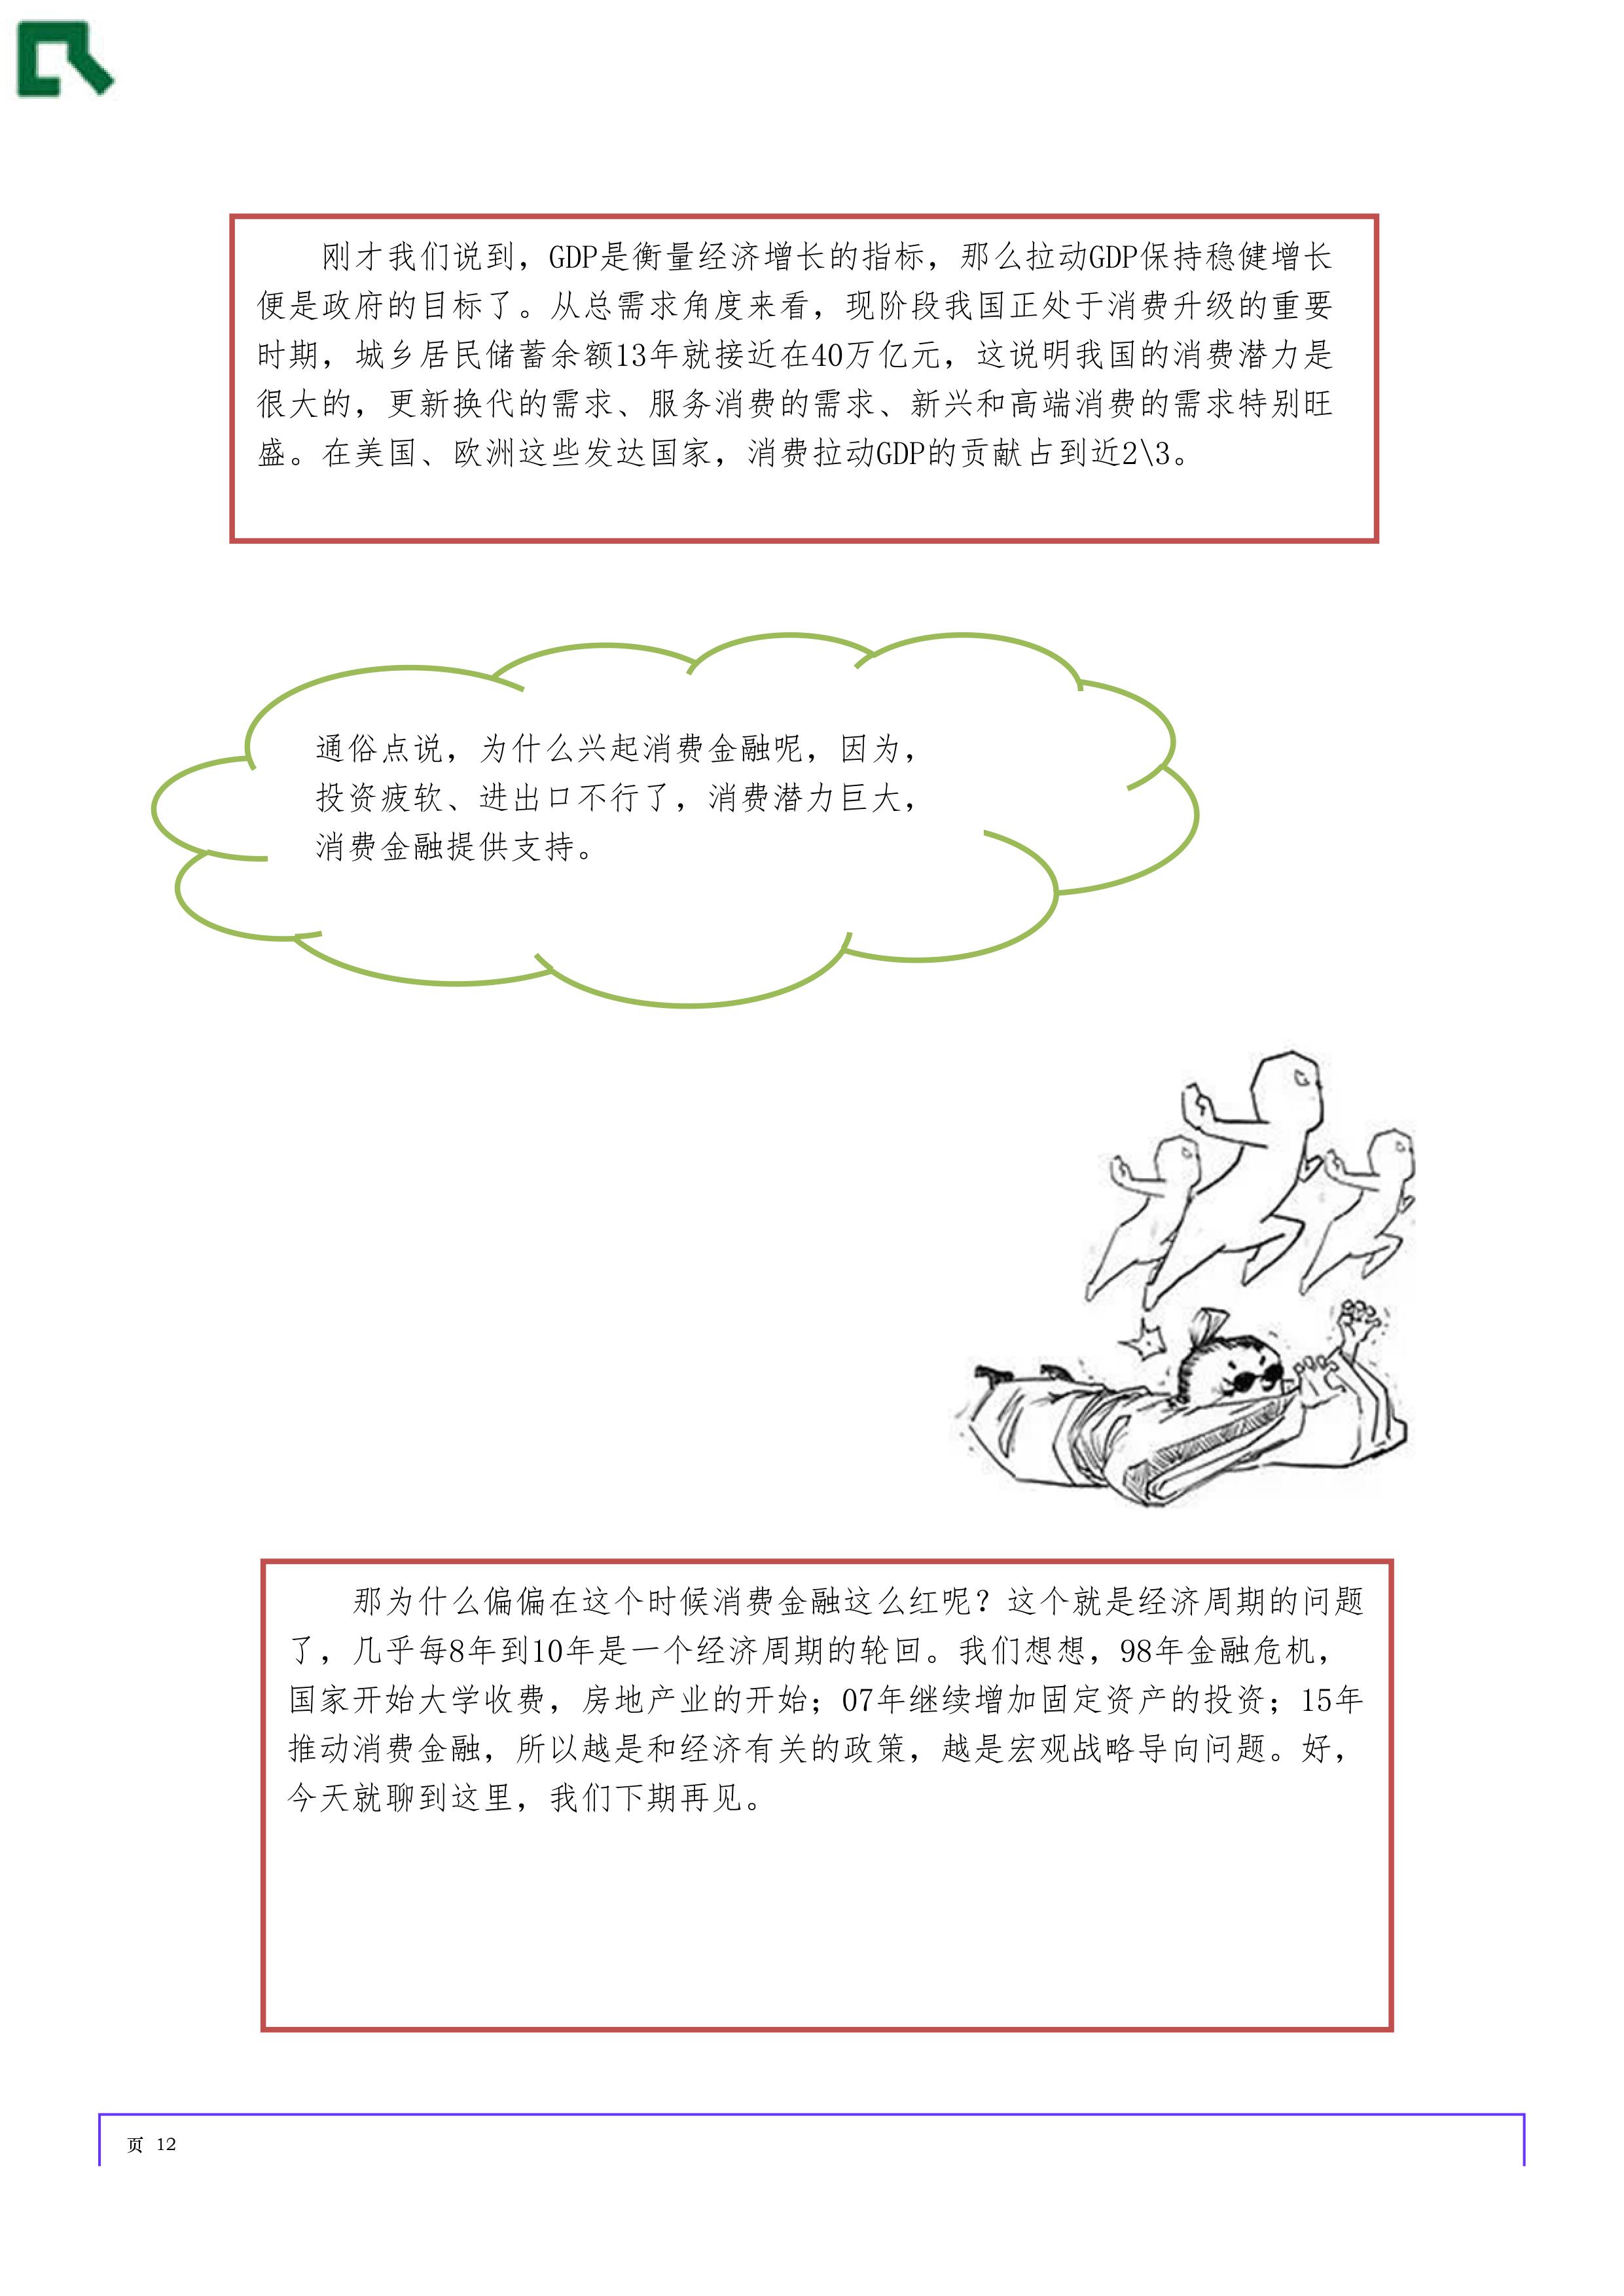 刚才我们说到，GDP是衡量经济增长的指标，那么拉动GDP保持稳健增长
便是政府的目标了。从总需求角度来看，现阶段我国正处于消费升级的重要
时期，城乡居民储蓄余额13年就接近在40万亿元，这说明我国的消费潜力是
很大的，更新换代的需求、服务消费的需求、新兴和高端消费的需求特别旺
盛。在美国、欧洲这些发达国家，消费拉动GDP的贡献占到近2\3。
通俗点说，为什么兴起消费金融呢，因为，
投资疲软、进出口不行了，消费潜力巨大，
消费金融提供支持。
那为什么偏偏在这个时候消费金融这么红呢？这个就是经济周期的问题
了，几乎每8年到10年是一个经济周期的轮回。我们想想，98年金融危机，
国家开始大学收费，房地产业的开始；07年继续增加固定资产的投资；15年
推动消费金融，所以越是和经济有关的政策，越是宏观战略导向问题。好，
今天就聊到这里，我们下期再见。
页 12